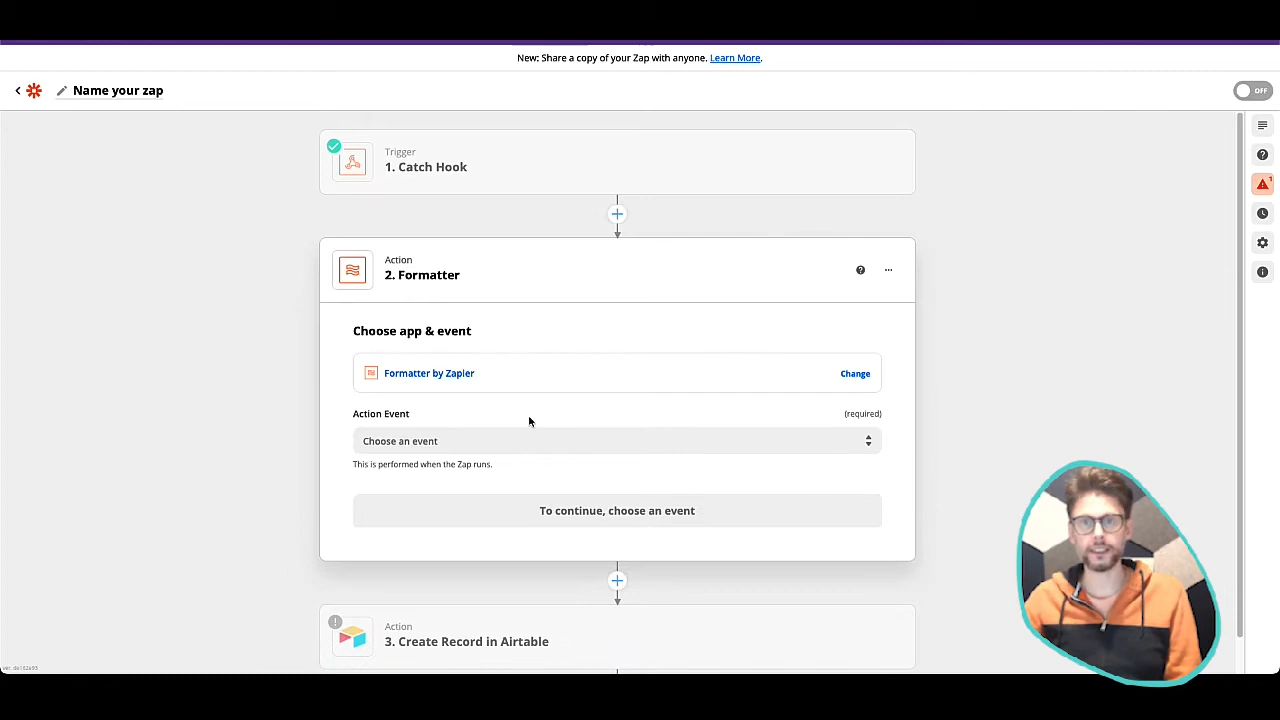 New: Share a copy of your Zap with anyone. Learn More.
Name your zap
OFF
Trigger
1. Catch Hook
1
Action
2. Formatter
Choose app & event
Formatter by Zapier
Change
Action Event
(required)
Choose an event
This is performed when the Zap runs.
To continue, choose an event
Action
3. Create Record in Airtable